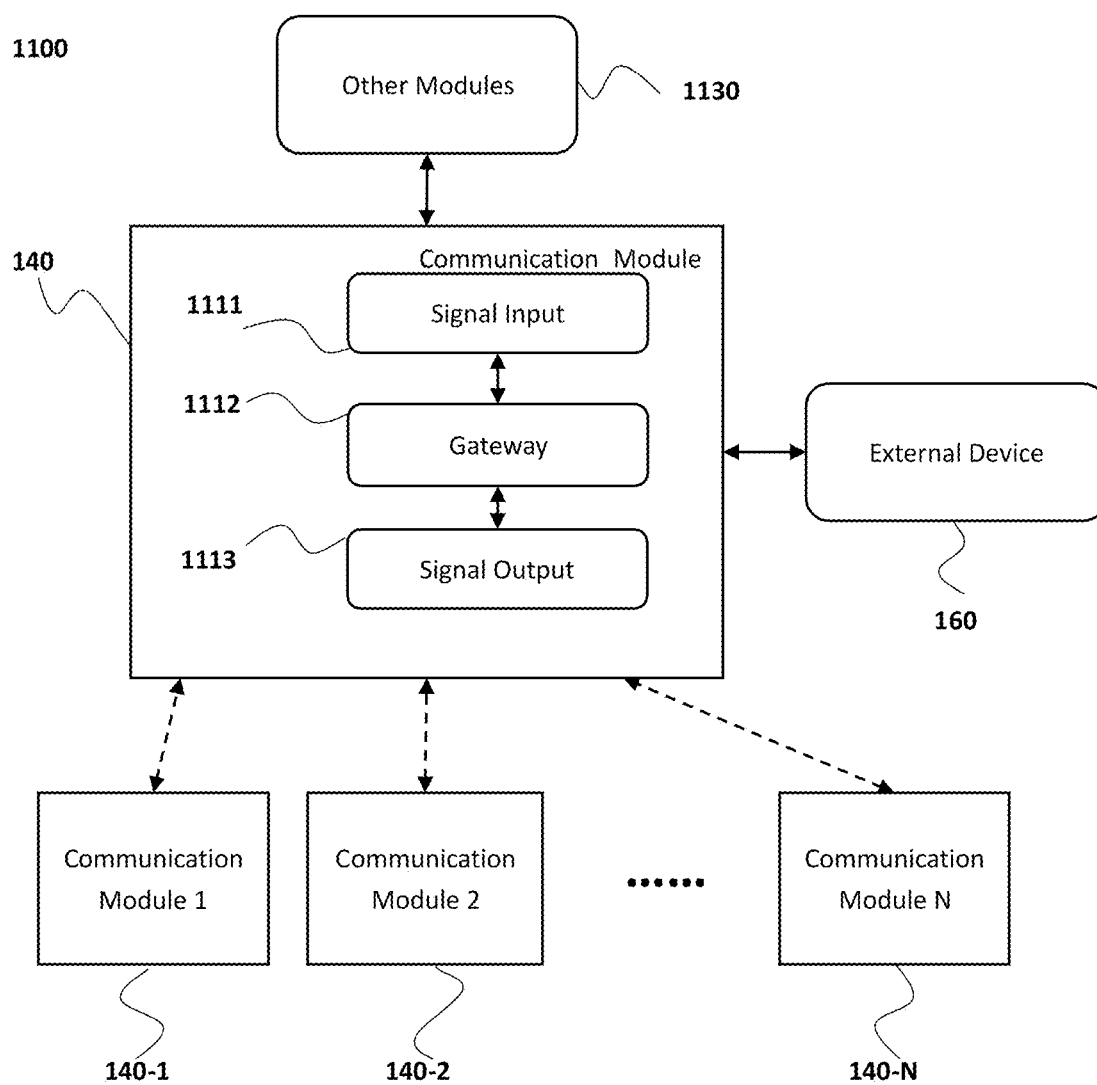 1100
Other Modules
1130
140
Communication Module
1111
Signal Input
1112
Gateway
External Device
1113
Signal Output
160
Communication
Module 1
Communication
Module 2
......
Communication
Module N
140-1
140-2
140-N